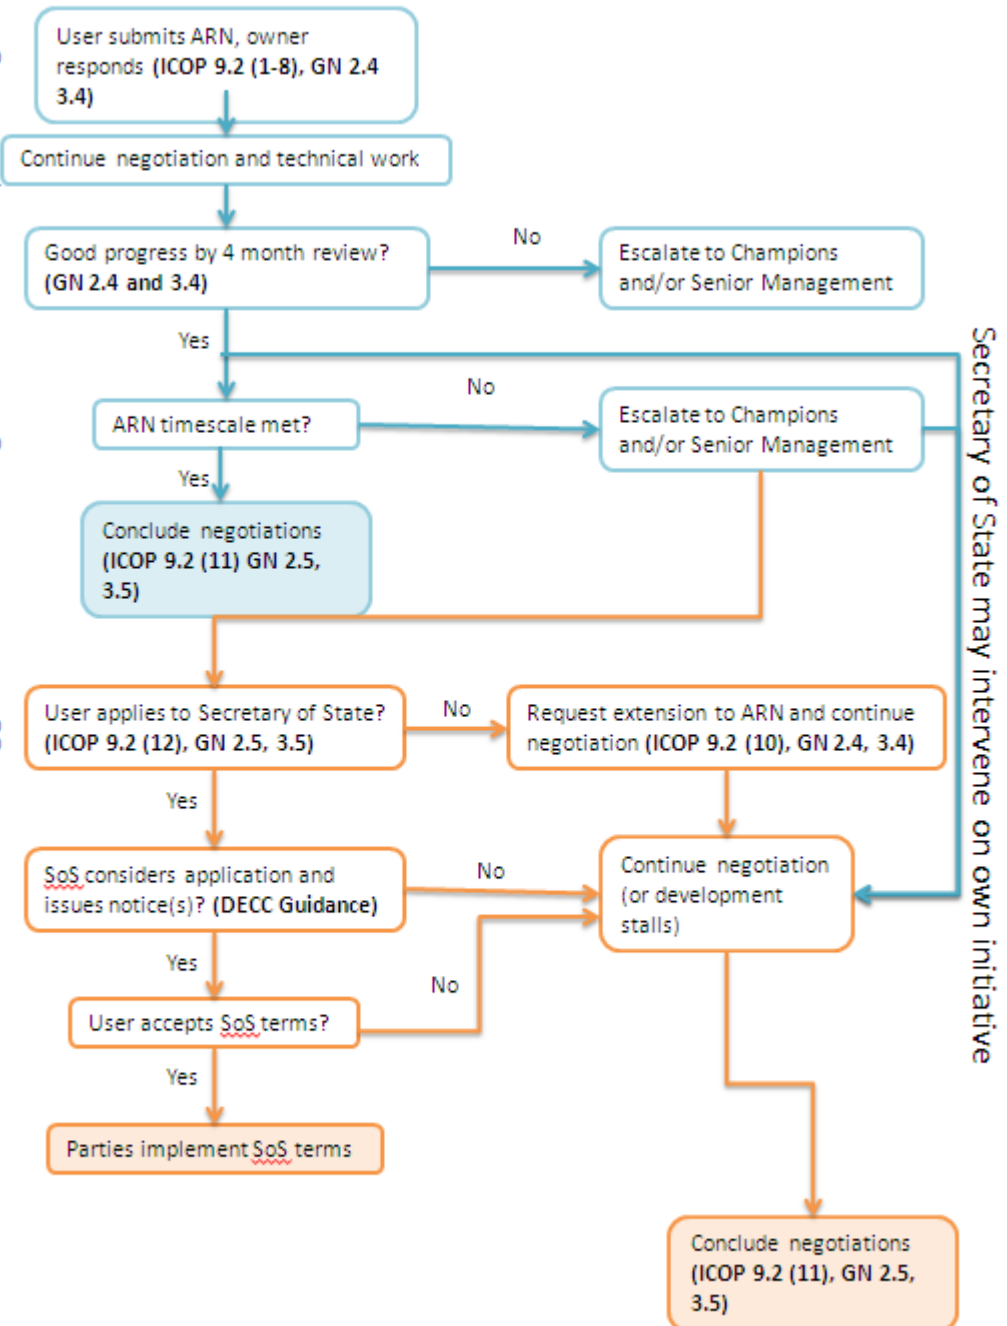 User submits ARN, owner
responds (ICOP 9.2 (1-8), GN 2.4
3.4)
Continue negotiation and technical work
Good progress by 4 month review?
(GN 2.4 and 3.4)
No
Escalate to Champions
and/or Senior Management
Yes
ARN timescale met?
No
Escalate to Champions
and/or Senior Management
Yes
Conclude negotiations
(ICOP 9.2 (11) GN 2.5,
3.5)
Secretary of State may intervene on own initiative
User applies to Secretary of State?
(ICOP 9.2 (12), GN 2.5, 3.5)
No
Request extension to ARN and continue
negotiation (ICOP 9.2 (10), GN 2.4, 3.4)
Yes
SoS considers application and
issues notice(s)? (DECC Guidance)
No
Continue negotiation
(or development
stalls)
Yes
No
User accepts SoS terms?
Yes
Parties implement SoS terms
Conclude negotiations
(ICOP 9.2 (11), GN 2.5,
3.5)